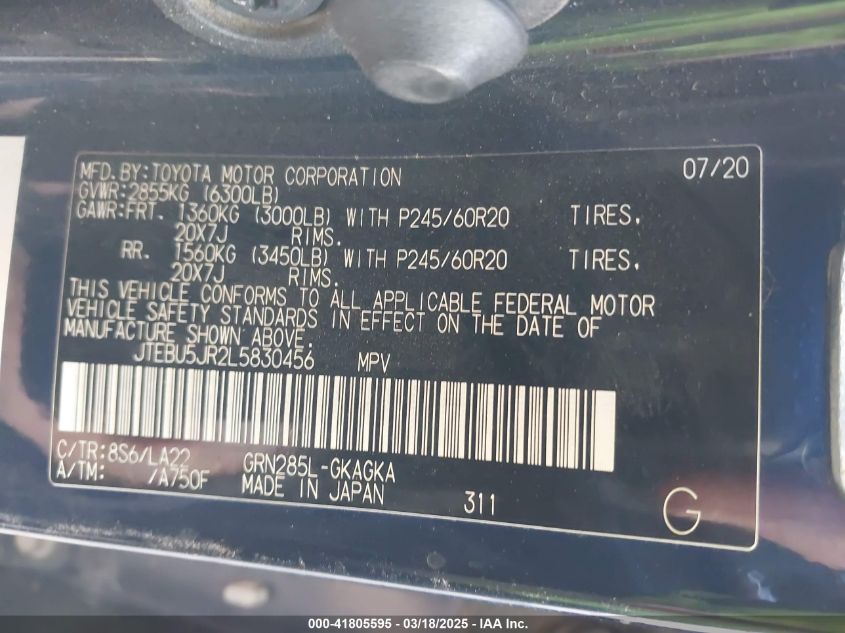 MFD.BY:TOYOTA MOTOR CORPORATION 07/20
GVWR:2855KG (6300LB)
GAWR:FRT. 1360KG (3000LB) WITH P245/60R20 TIRES,
20X7J RIMS.
RR. 1560KG (3450LB) WITH P245/60R20 TIRES,
20X7J RIMS.
THIS VEHICLE CONFORMS TO ALL APPLICABLE FEDERAL MOTOR
VEHICLE SAFETY STANDARDS IN EFFECT ON THE DATE OF
MANUFACTURE SHOWN ABOVE.
JTEBU5JR2L5830456 MPV
C/TR:8S6/LA22 GRN285L-GKAGKA
A/TM: /A750F MADE IN JAPAN 311 G
000-41805595 - 03/18/2025 - IAA Inc.